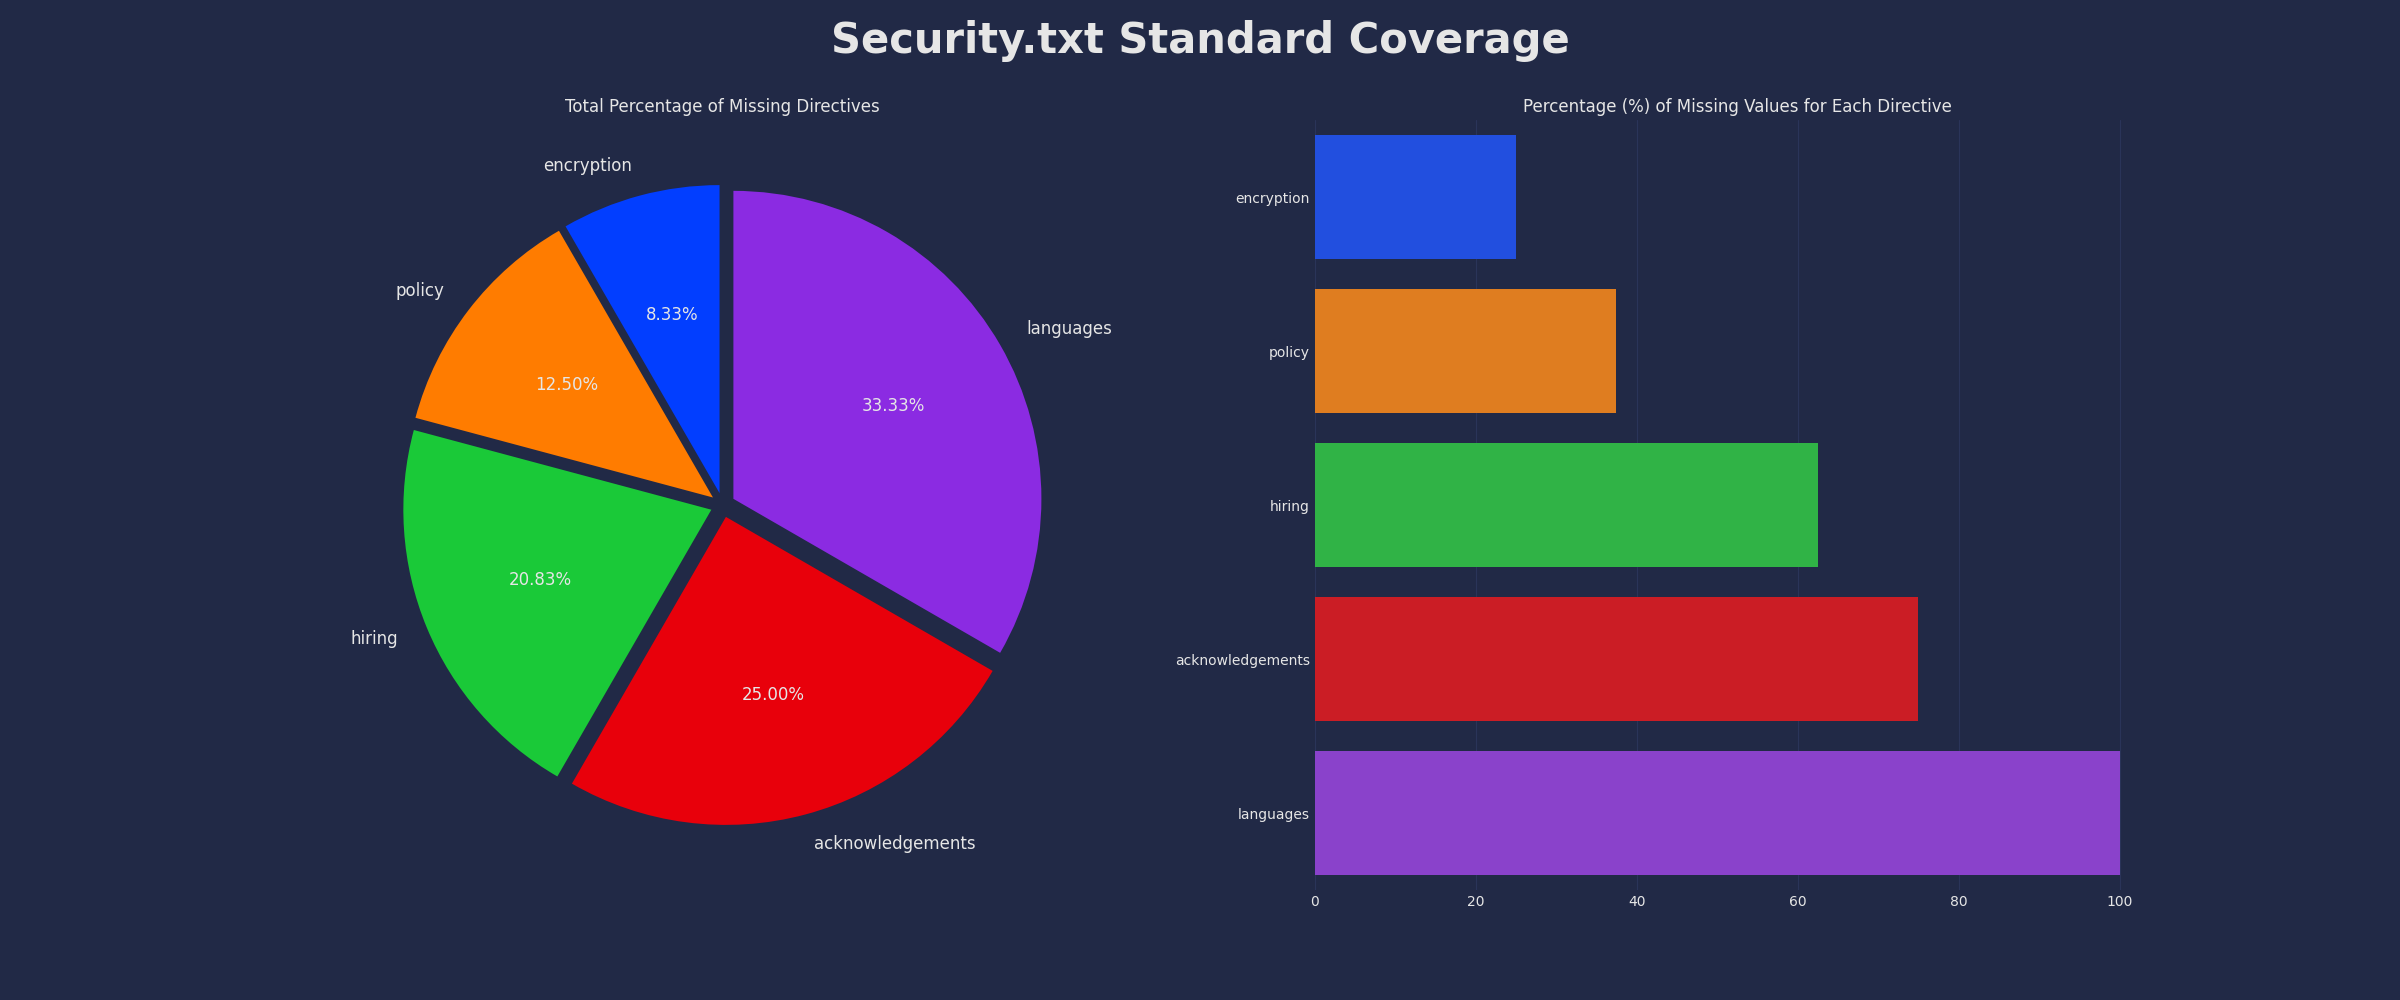 Security.txt Standard Coverage
Total Percentage of Missing Directives
encryption
policy
hiring
acknowledgements
languages
8.33%
12.50%
20.83%
25.00%
33.33%
Percentage (%) of Missing Values for Each Directive
encryption
policy
hiring
acknowledgements
languages
0 20 40 60 80 100